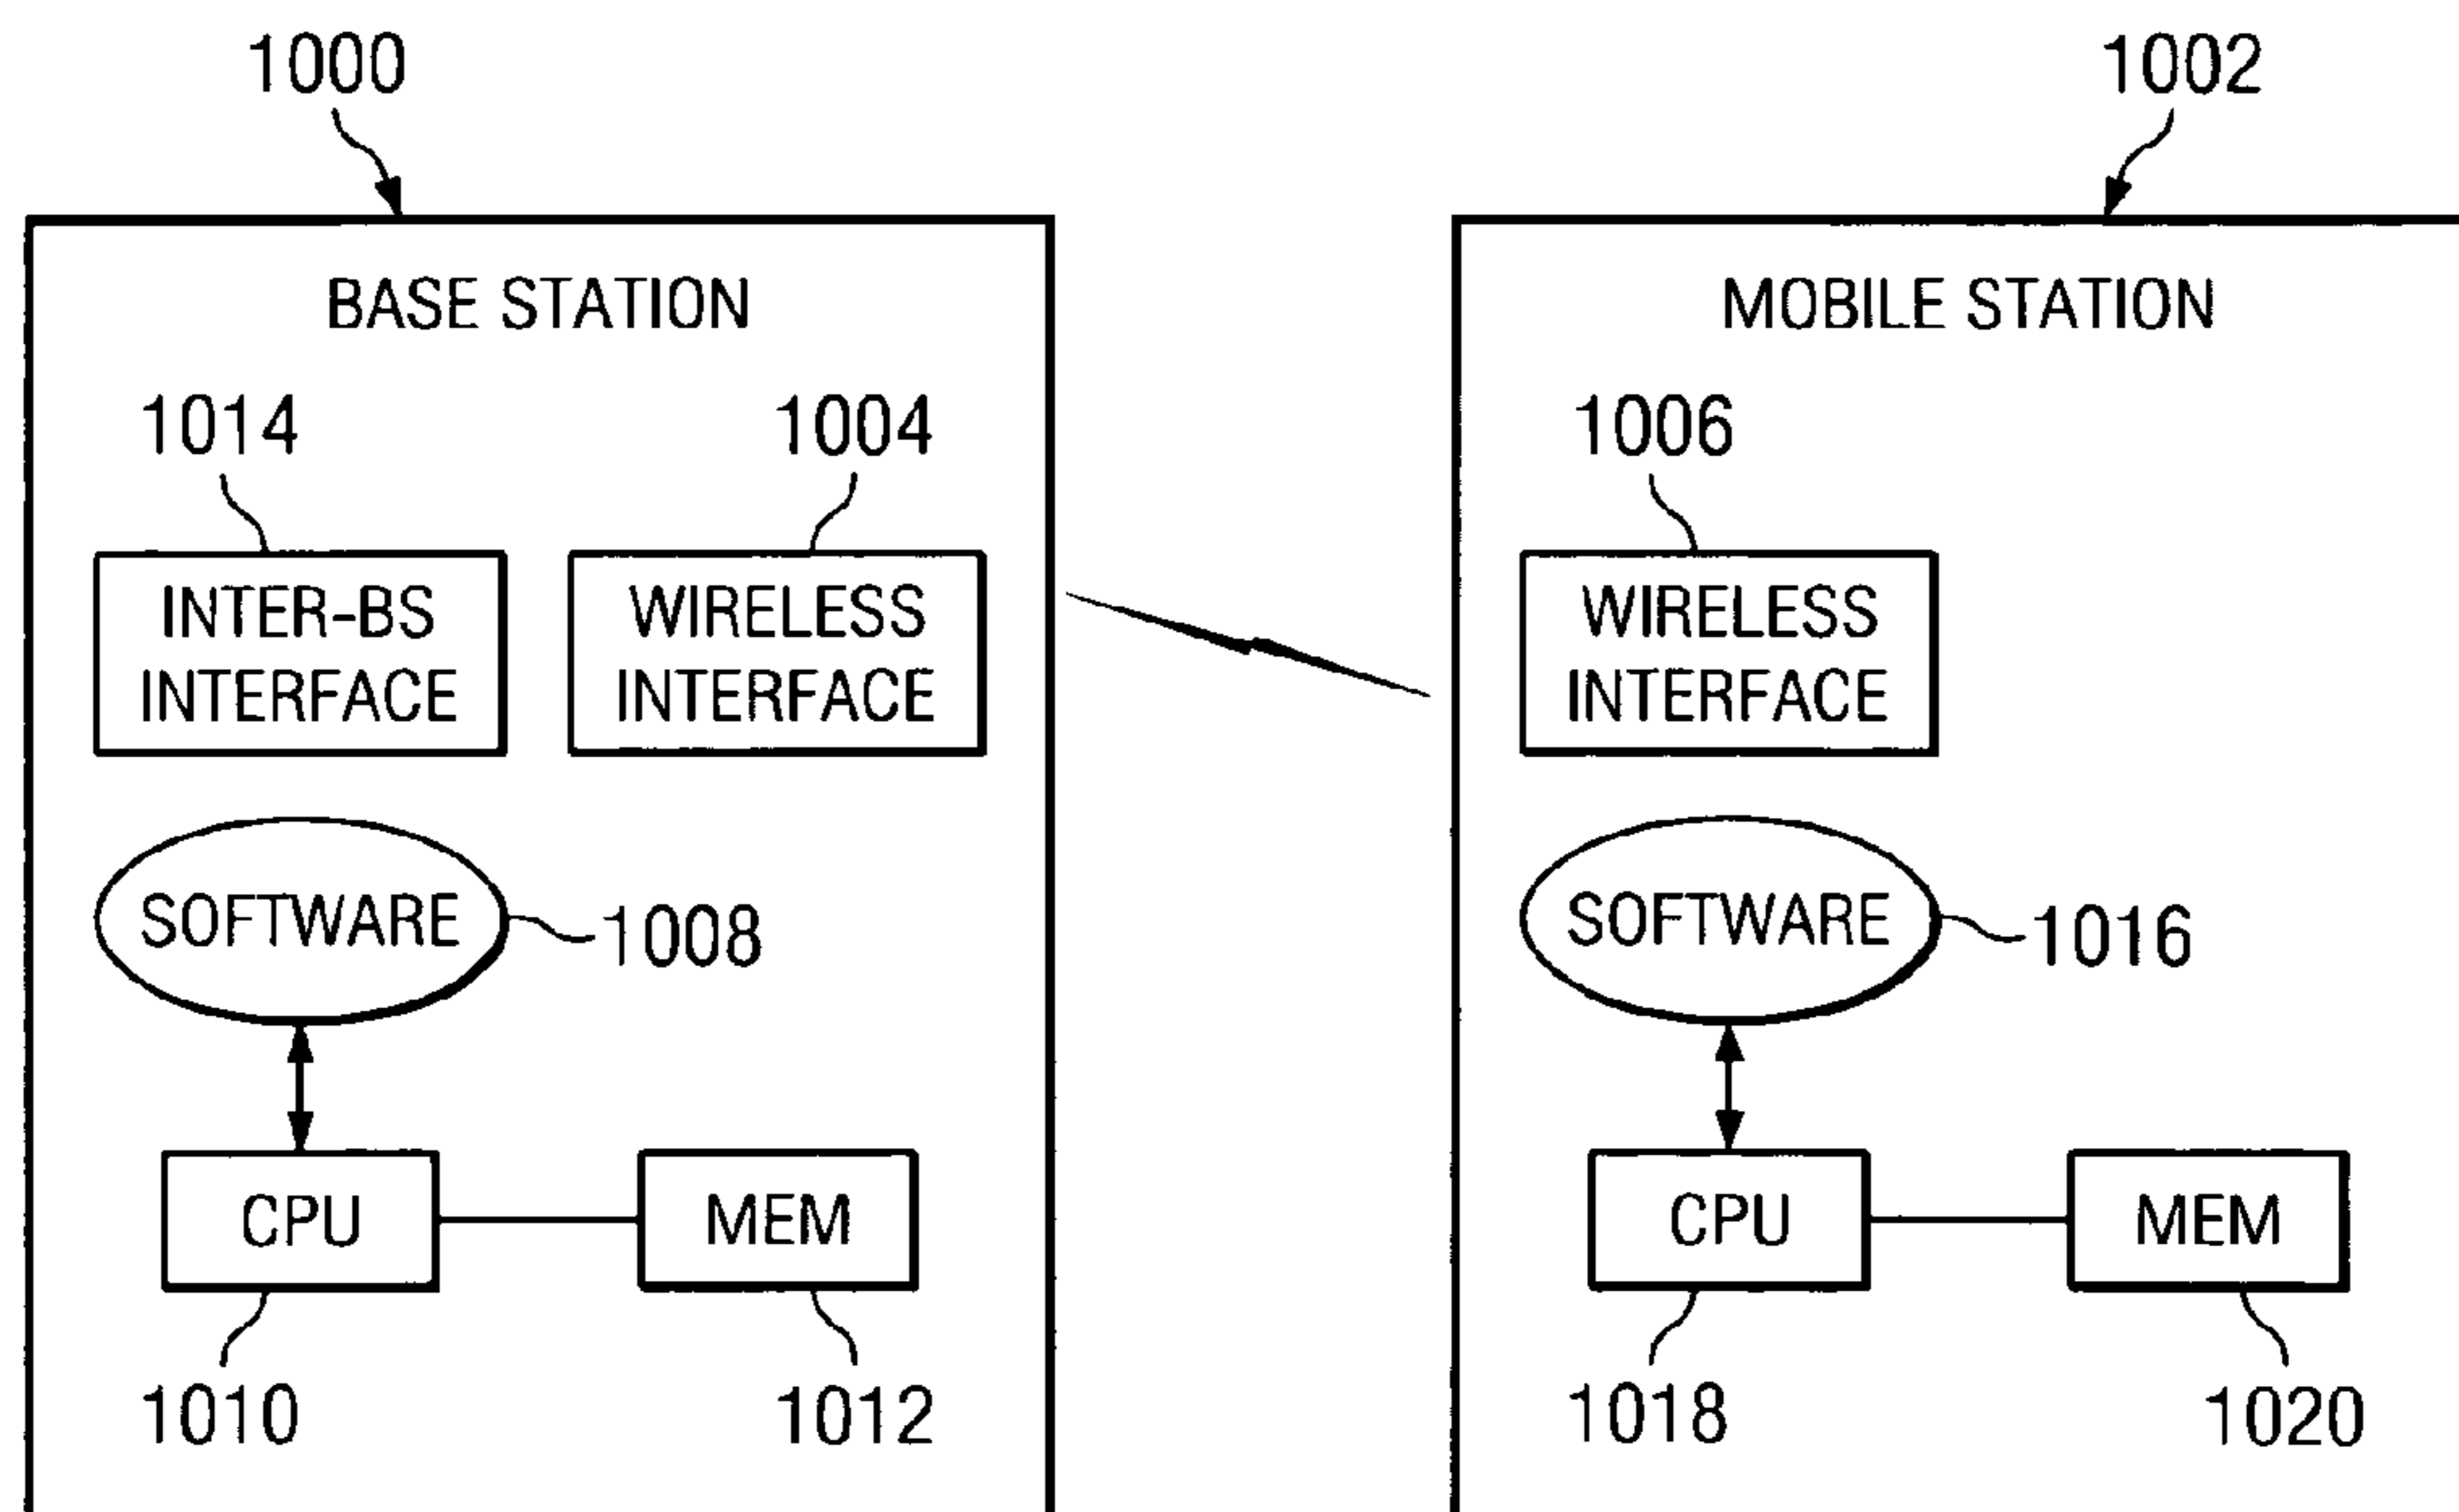 1000
1002
BASE STATION
MOBILE STATION
1014
1004
1006
INTER-BS
INTERFACE
WIRELESS
INTERFACE
WIRELESS
INTERFACE
SOFTWARE
1008
SOFTWARE
1016
CPU
MEM
CPU
MEM
1010
1012
1018
1020